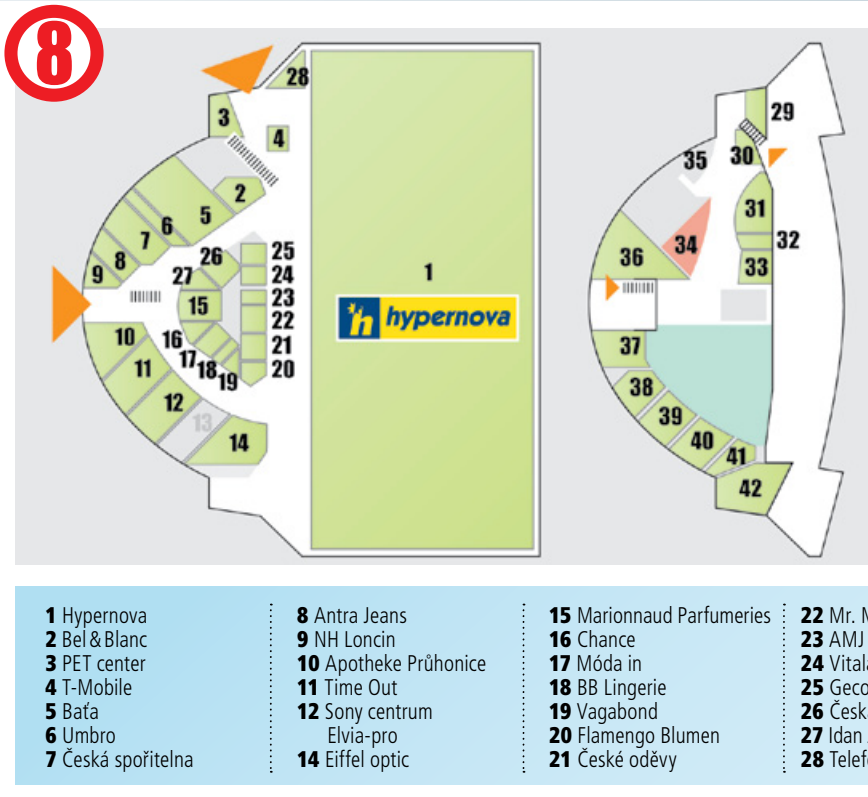 8
28
3
4
2
5
6
7
8
9
26
25
24
27
23
15
22
1
hypernova
16
21
17
18
20
19
10
11
12
13
14
29
35
30
31
34
32
36
33
37
38
39
40
41
42
1 Hypernova
2 Bel & Blanc
3 PET center
4 T-Mobile
5 Baťa
6 Umbro
7 Česká spořitelna
8 Antra Jeans
9 NH Loncin
10 Apotheke Průhonice
11 Time Out
12 Sony centrum
Elvia-pro
14 Eiffel optic
15 Marionnaud Parfumeries
16 Chance
17 Móda in
18 BB Lingerie
19 Vagabond
20 Flamengo Blumen
21 České oděvy
22 Mr.
23 AMJ
24
25
26
27 Idan
28